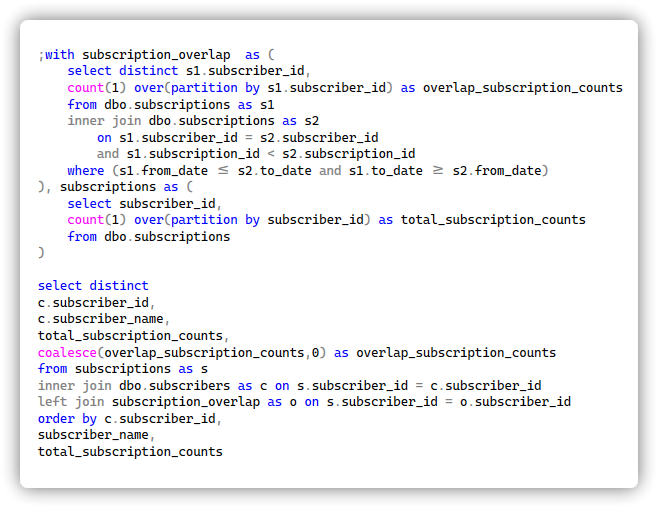 ;with subscription_overlap  as (
    select distinct s1.subscriber_id,
    count(1) over(partition by s1.subscriber_id) as overlap_subscription_counts
    from dbo.subscriptions as s1
    inner join dbo.subscriptions as s2
        on s1.subscriber_id = s2.subscriber_id
        and s1.subscription_id < s2.subscription_id
    where (s1.from_date ≤ s2.to_date and s1.to_date ≥ s2.from_date)
), subscriptions as (
    select subscriber_id,
    count(1) over(partition by subscriber_id) as total_subscription_counts
    from dbo.subscriptions
)
select distinct
c.subscriber_id,
c.subscriber_name,
total_subscription_counts,
coalesce(overlap_subscription_counts,0) as overlap_subscription_counts
from subscriptions as s
inner join dbo.subscribers as c on s.subscriber_id = c.subscriber_id
left join subscription_overlap as o on s.subscriber_id = o.subscriber_id
order by c.subscriber_id,
subscriber_name,
total_subscription_counts